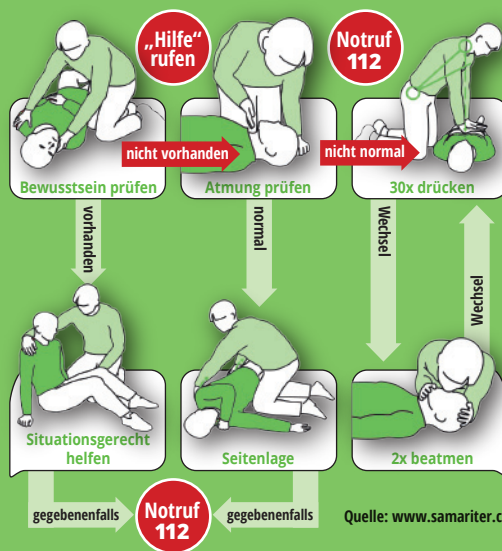 „Hilfe“
rufen
Notruf
112
nicht vorhanden
nicht normal
Bewusstsein prüfen
Atmung prüfen
30x drücken
vorhanden
normal
Wechsel
Wechsel
Situationsgerecht
helfen
Seitenlage
2x beatmen
gegebenenfalls
Notruf
112
gegebenenfalls
Quelle: www.samariter.c